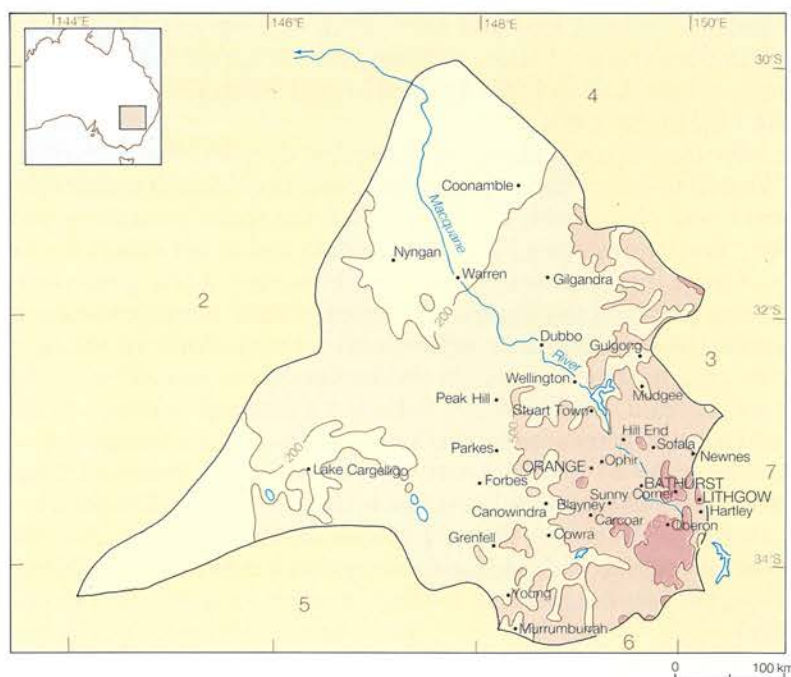 144°E
146°E
148°E
150°E
30°S
4
Coonamble
Macquarie
Nyngan
Warren
Gilgandra
2
200
32°S
Dubbo
Gulgong
River
3
Wellington
Mudgee
Peak Hill
500
Stuart Town
Hill End
200
Sofala
Parkes
Newnes
Lake Cargelligo
ORANGE
Ophir
7
Forbes
BATHURST
Sunny Corner
LITHGOW
Canowindra
Blayney
Hartley
Carcoar
Oberon
Grenfell
Cowra
34°S
5
Young
Murrumburrah
6
0 100 km